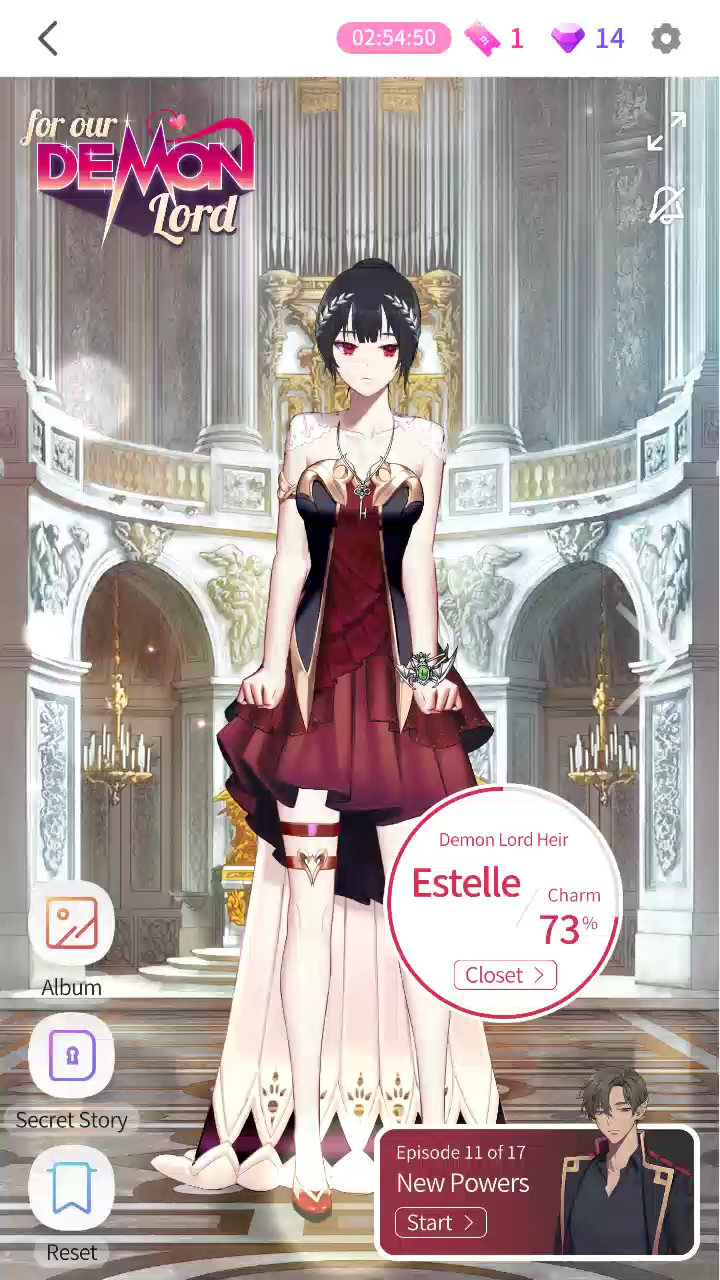 02:54:50
1
14
for our
DEMON
Lord
Demon Lord Heir
Estelle
Charm
73%
Closet >
Album
Secret Story
Reset
Episode 11 of 17
New Powers
Start >